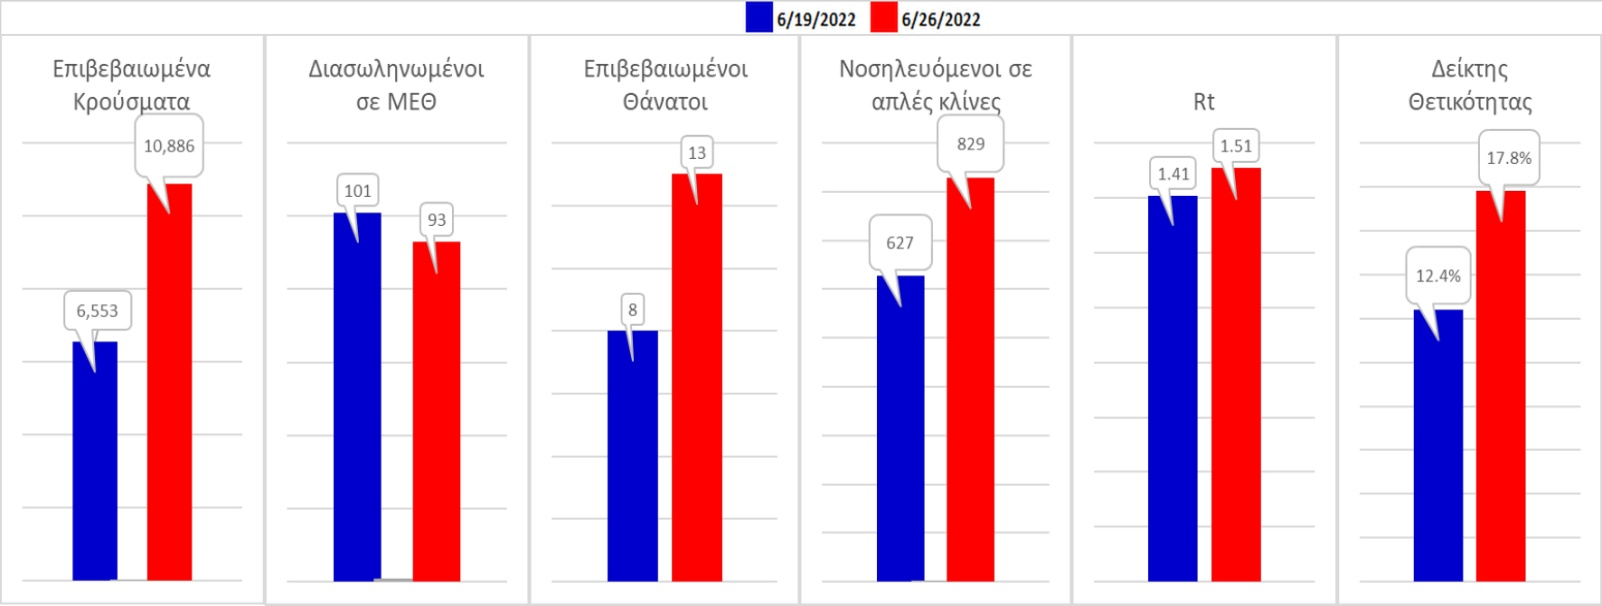 6/19/2022 6/26/2022
Επιβεβαιωμένα
Κρούσματα
10,886
6,553
Διασωληνωμένοι
σε ΜΕΘ
101
93
Επιβεβαιωμένοι
Θάνατοι
13
8
Νοσηλευόμενοι σε
απλές κλίνες
829
627
Rt
1.51
1.41
Δείκτης
Θετικότητας
17.8%
12.4%